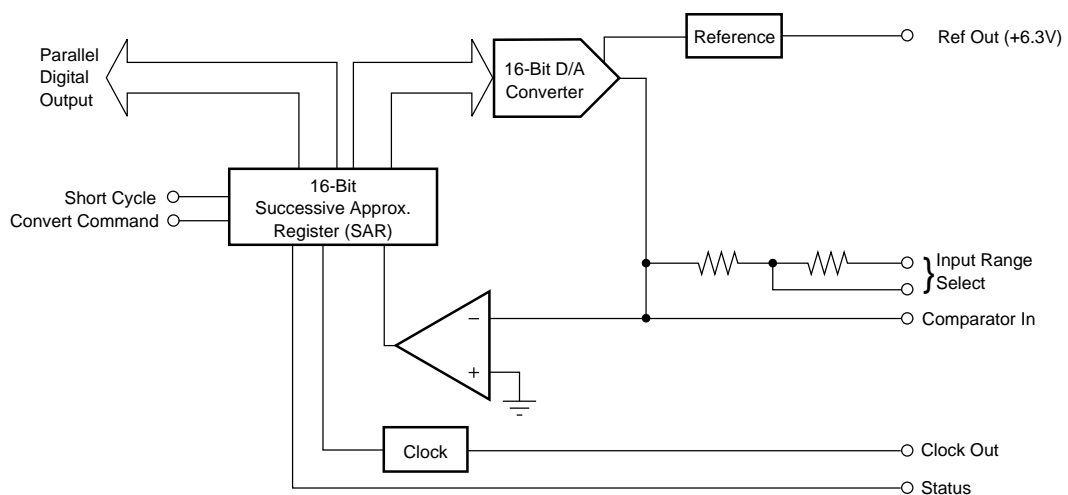 Parallel
Digital
Output
16-Bit D/A
Converter
Reference
Ref Out (+6.3V)
Short Cycle
Convert Command
16-Bit
Successive Approx.
Register (SAR)
Input Range
Select
–
+
Comparator In
Clock
Clock Out
Status